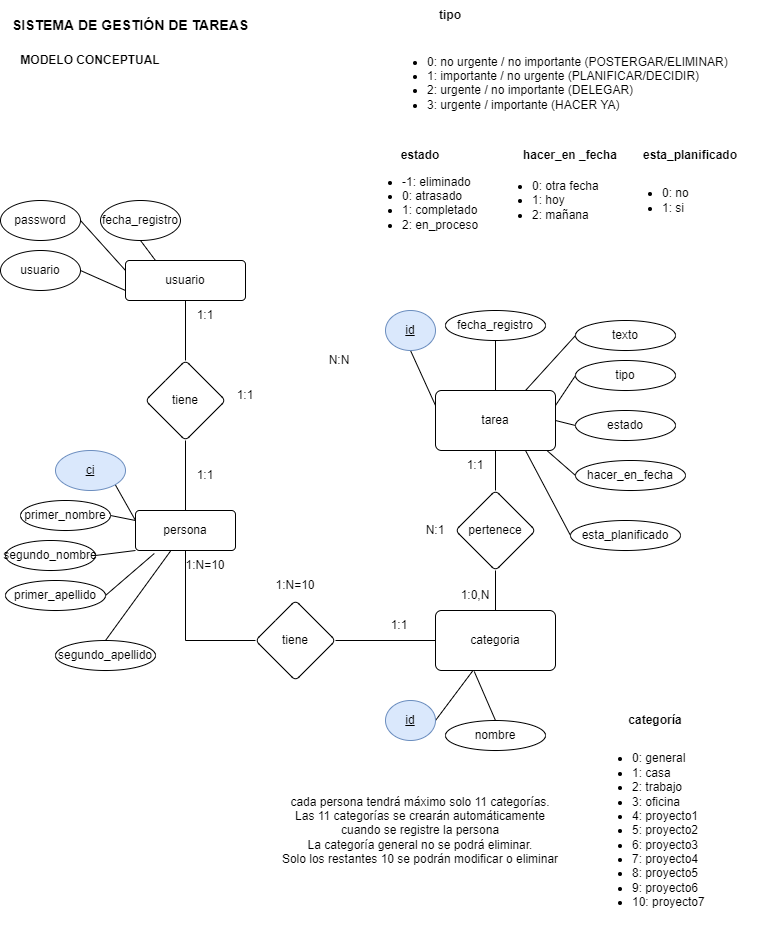 SISTEMA DE GESTIÓN DE TAREAS
MODELO CONCEPTUAL
tipo
0: no urgente / no importante (POSTERGAR/ELIMINAR)
1: importante / no urgente (PLANIFICAR/DECIDIR)
2: urgente / no importante (DELEGAR)
3: urgente / importante (HACER YA)
estado
-1: eliminado
0: atrasado
1: completado
2: en_proceso
hacer_en _fecha
0: otra fecha
1: hoy
2: mañana
esta_planificado
0: no
1: si
password
fecha_registro
usuario
usuario
1:1
tiene
1:1
1:1
N:N
id
fecha_registro
texto
tipo
tarea
estado
hacer_en_fecha
esta_planificado
1:1
N:1
pertenece
1:0,N
ci
primer_nombre
persona
segundo_nombre
primer_apellido
segundo_apellido
1:N=10
1:N=10
tiene
1:1
categoria
id
nombre
categoría
0: general
1: casa
2: trabajo
3: oficina
4: proyecto1
5: proyecto2
6: proyecto3
7: proyecto4
8: proyecto5
9: proyecto6
10: proyecto7
cada persona tendrá máximo solo 11 categorías.
Las 11 categorías se crearán automáticamente
cuando se registre la persona
La categoría general no se podrá eliminar.
Solo los restantes 10 se podrán modificar o eliminar